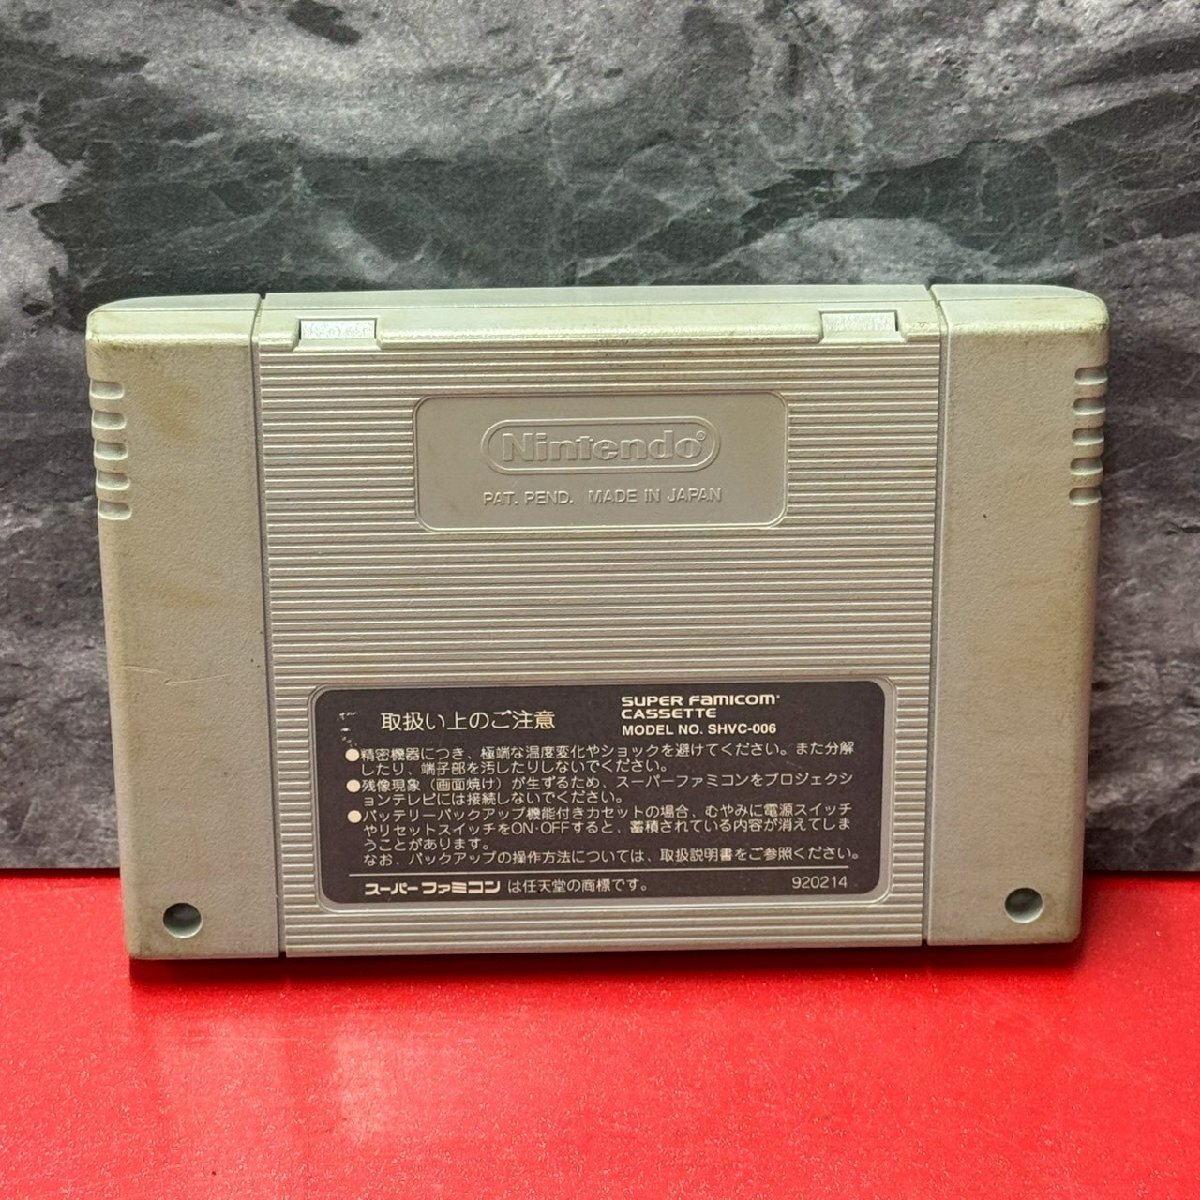 Nintendo®
PAT. PEND. MADE IN JAPAN
取扱い上のご注意
SUPER FAMICOM
CASSETTE
MODEL NO. SHVC-006
●精密機器につき、極端な温度変化やショックを避けてください。また分解
したり、端子部を汚したりしないでください。
●残像現象（画面焼け）が生ずるため、スーパーファミコンをプロジェクシ
ョンテレビには接続しないでください。
●バッテリーバックアップ機能付きカセットの場合、むやみに電源スイッチ
やリセットスイッチをON・OFFすると、蓄積されている内容が消えてしま
うことがあります。
なお、バックアップの操作方法については、取扱説明書をご参照ください。
スーパーファミコンは任天堂の商標です。
920214